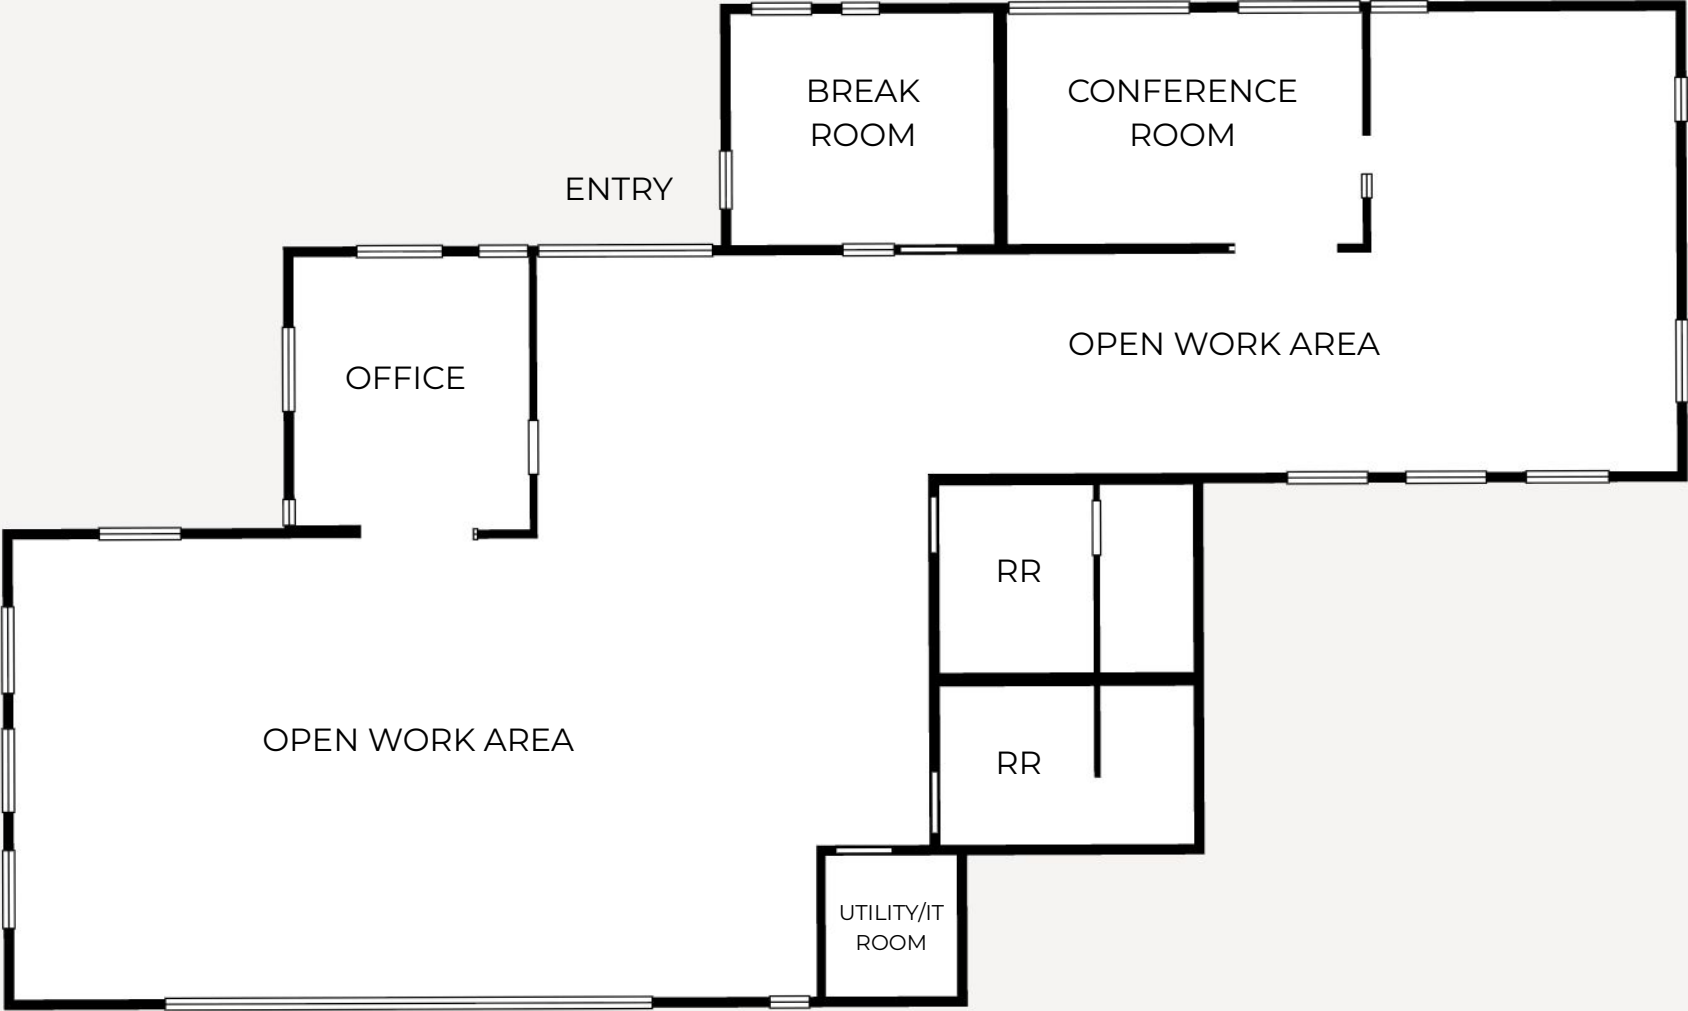 BREAK
ROOM
CONFERENCE
ROOM
ENTRY
OPEN WORK AREA
OFFICE
RR
OPEN WORK AREA
RR
UTILITY/IT
ROOM